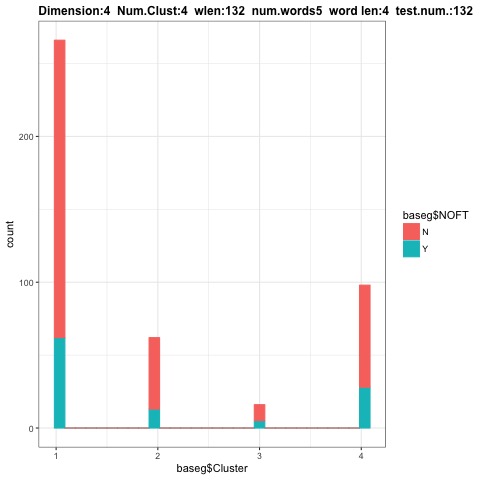 Dimension:4 Num.Clust:4 wlen:132 num.words5 word len:4 test.num.:132
200
100
0
count
1 2 3 4
baseg$Cluster
baseg$NOFT
N
Y